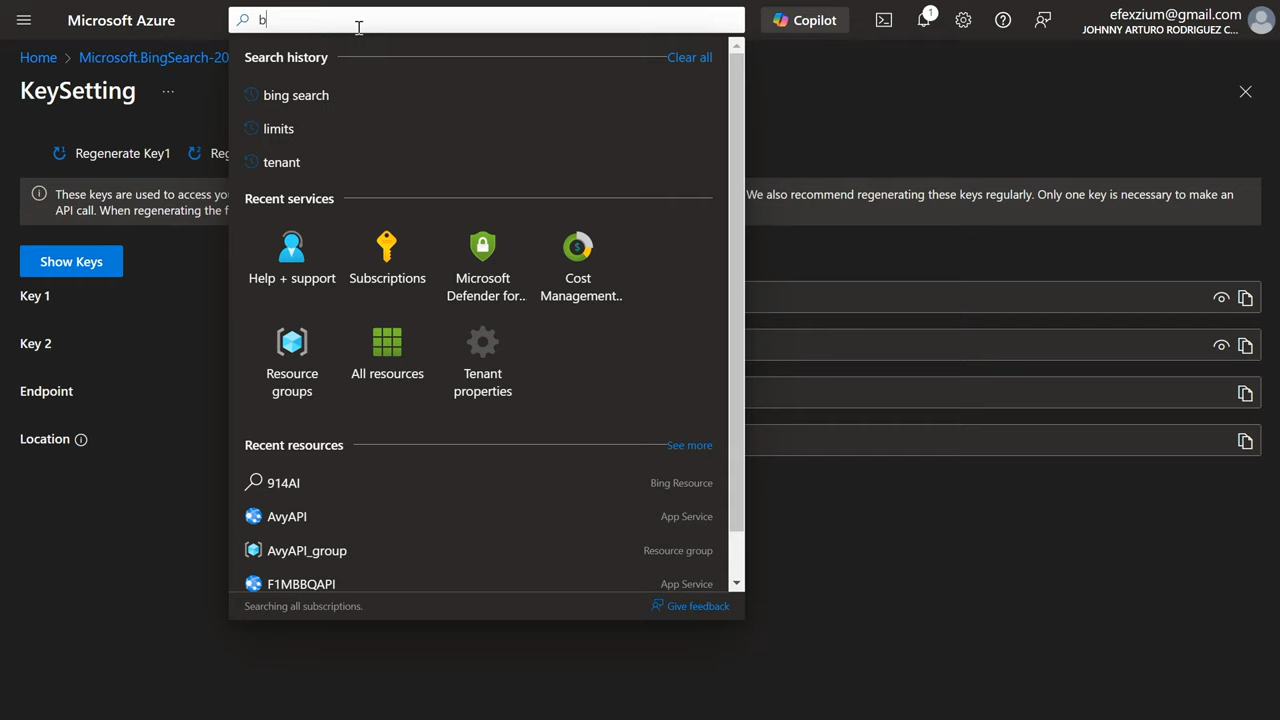 Microsoft Azure
b
Copilot
1
efexzium@gmail.com
JOHNNY ARTURO RODRIGUEZ C...
Home > Microsoft.BingSearch-20
KeySetting ...
Search history
Clear all
bing search
limits
tenant
Regenerate Key1
Reg
These keys are used to access you
We also recommend regenerating these keys regularly. Only one key is necessary to make an
API call. When regenerating the f
Recent services
Help + support
Subscriptions
Microsoft
Defender for...
Cost
Management...
Resource
groups
All resources
Tenant
properties
Show Keys
Key 1
Key 2
Endpoint
Location
Recent resources
See more
914AI
Bing Resource
AvyAPI
App Service
AvyAPI_group
Resource group
F1MBBQAPI
App Service
Searching all subscriptions.
Give feedback